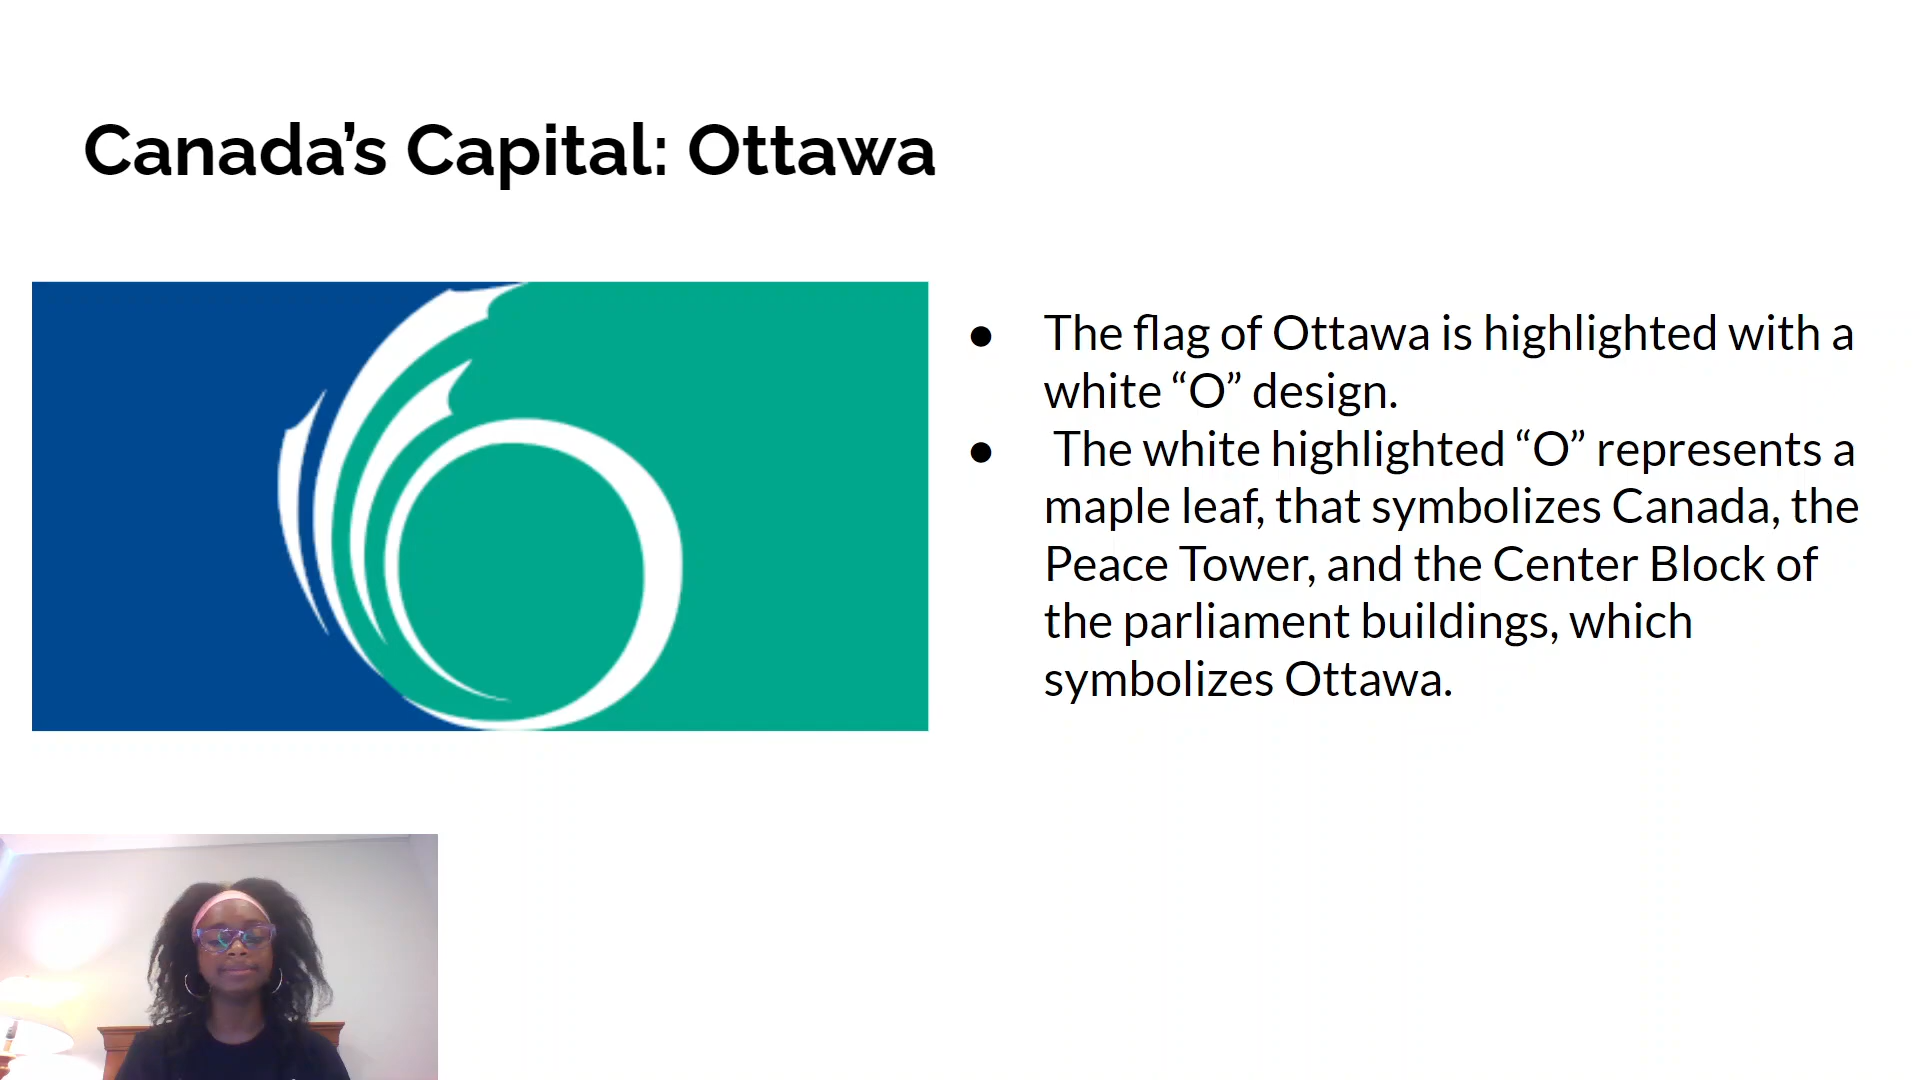 Canada’s Capital: Ottawa
● The flag of Ottawa is highlighted with a
white “O” design.
● The white highlighted “O” represents a
maple leaf, that symbolizes Canada, the
Peace Tower, and the Center Block of
the parliament buildings, which
symbolizes Ottawa.